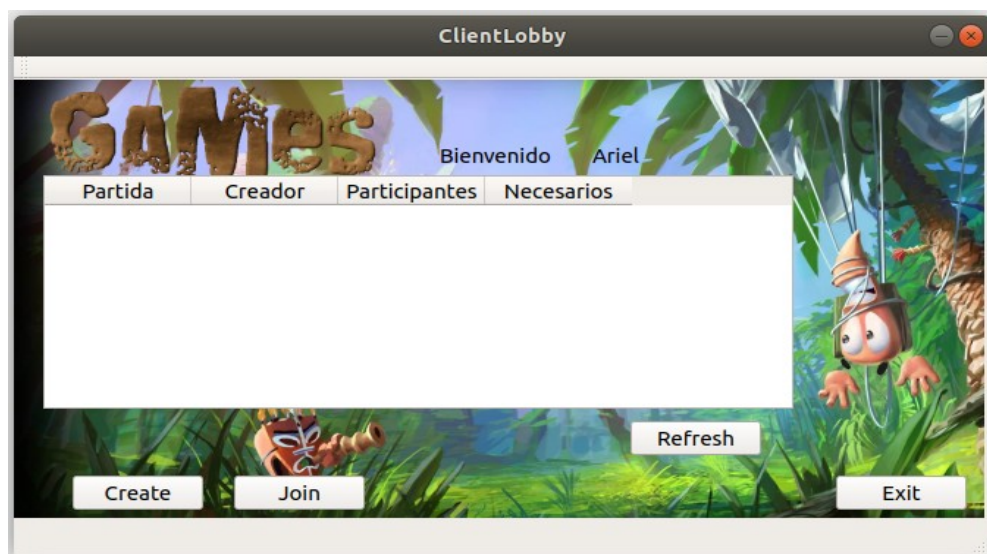 ClientLobby
GAMes
Bienvenido Ariel
Partida Creador Participantes Necesarios
Refresh
Create Join Exit